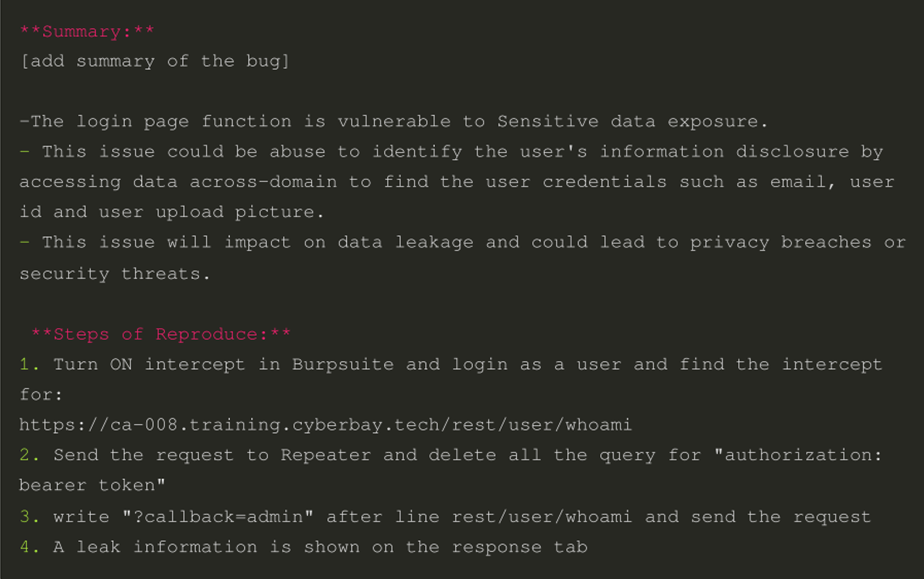 **Summary:**
[add summary of the bug]
-The login page function is vulnerable to Sensitive data exposure.
- This issue could be abuse to identify the user's information disclosure by
accessing data across-domain to find the user credentials such as email, user
id and user upload picture.
- This issue will impact on data leakage and could lead to privacy breaches or
security threats.
**Steps of Reproduce:**
1. Turn ON intercept in Burpsuite and login as a user and find the intercept
for:
https://ca-008.training.cyberbay.tech/rest/user/whoami
2. Send the request to Repeater and delete all the query for "authorization:
bearer token"
3. write "?callback=admin" after line rest/user/whoami and send the request
4. A leak information is shown on the response tab